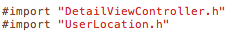 #import "DetailViewController.h"
#import "UserLocation.h"